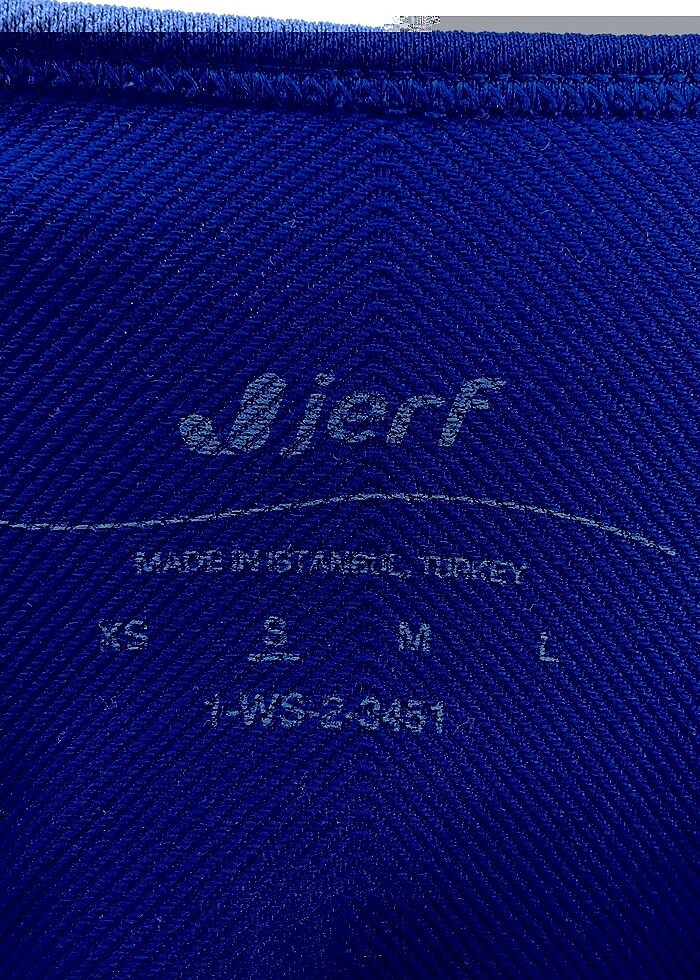 jerf
MADE IN ISTANBUL, TURKEY
XS S M L
1-WS-2-3451